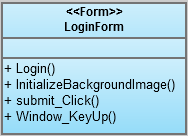 <<Form>>
LoginForm
+ Login()
+ InitializeBackgroundImage()
+ submit_Click()
+ Window_KeyUp()